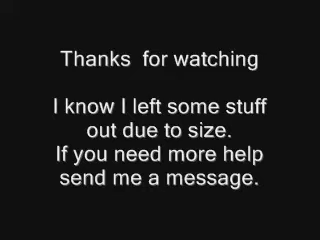 Thanks  for watching
I know I left some stuff
out due to size.
If you need more help
send me a message.